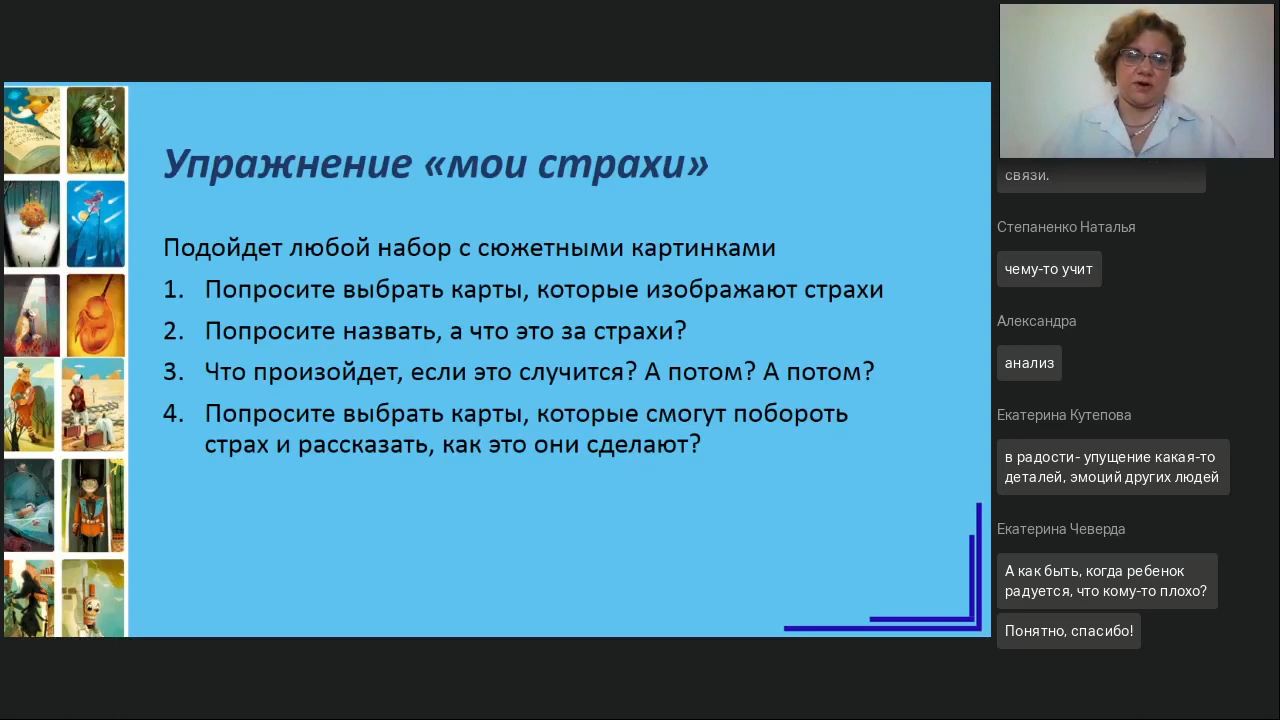 Упражнение «мои страхи»
Подойдет любой набор с сюжетными картинками
1. Попросите выбрать карты, которые изображают страхи
2. Попросите назвать, а что это за страхи?
3. Что произойдет, если это случится? А потом? А потом?
4. Попросите выбрать карты, которые смогут побороть
страх и рассказать, как это они сделают?
связи.
Степаненко Наталья
чему-то учит
Александра
анализ
Екатерина Кутепова
в радости- упущение какая-то
деталей, эмоций других людей
Екатерина Чеверда
А как быть, когда ребенок
радуется, что кому-то плохо?
Понятно, спасибо!